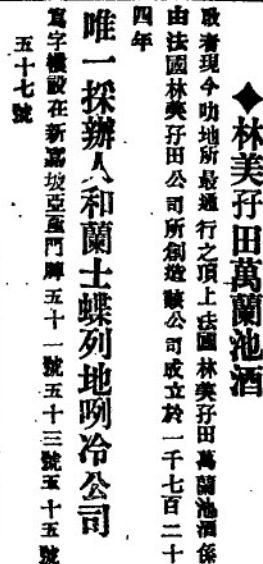 ◆林美孖田萬蘭池酒
敬者現今叻地所最通行之頂上法國林美孖田萬蘭池酒係
由法國林美孖田公司所創造該公司成立於一千七百二十
四年
唯一採辦人和蘭士蝶列地咧冷公司
寫字樓設在新嘉坡亞座門牌五十一號五十三號五十五號
五十七號